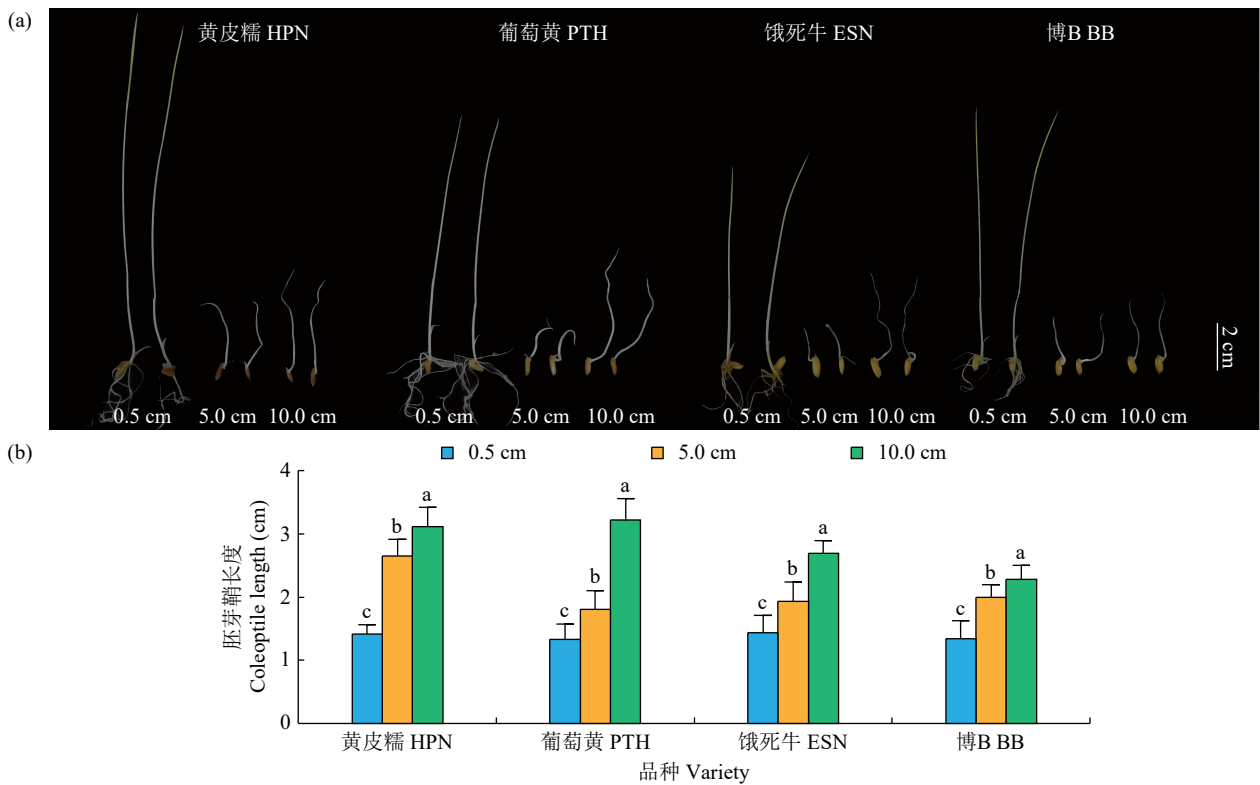 (a)
黄皮糯 HPN 葡萄黄 PTH 饿死牛 ESN 博B BB
2 cm
0.5 cm 5.0 cm 10.0 cm 0.5 cm 5.0 cm 10.0 cm 0.5 cm 5.0 cm 10.0 cm 0.5 cm 5.0 cm 10.0 cm
(b)
0.5 cm 5.0 cm 10.0 cm
胚芽鞘长度
Coleoptile length (cm)
4
3
2
1
0
c b a c b a c b a c b a
黄皮糯 HPN 葡萄黄 PTH 饿死牛 ESN 博B BB
品种 Variety